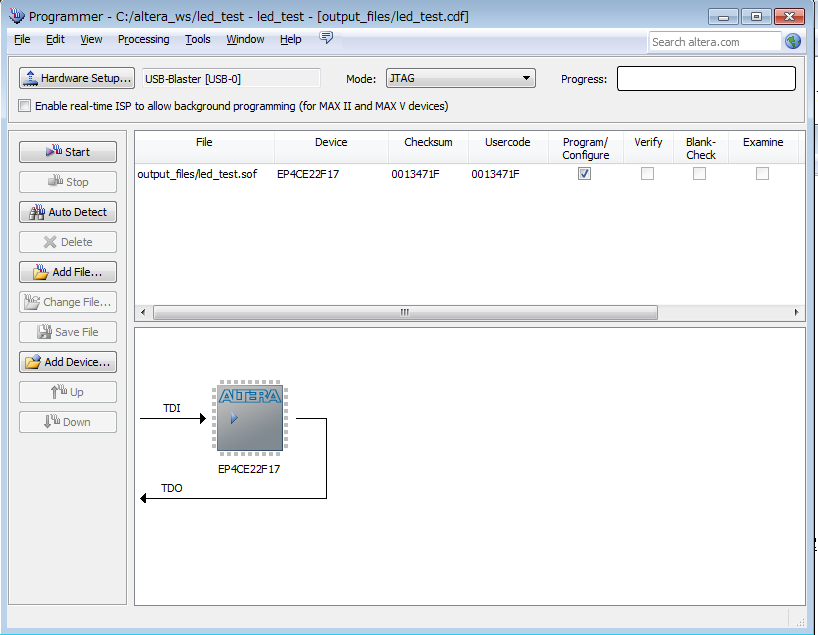 Programmer - C:/altera_ws/led_test - led_test - [output_files/led_test.cdf]
File Edit View Processing Tools Window Help
Search altera.com
Hardware Setup... USB-Blaster [USB-0] Mode: JTAG Progress:
Enable real-time ISP to allow background programming (for MAX II and MAX V devices)
Start
Stop
Auto Detect
Delete
Add File...
Change File...
Save File
Add Device...
Up
Down
File Device Checksum Usercode Program/ Verify Blank- Examine
Configure Check
output_files/led_test.sof EP4CE22F17 0013471F 0013471F
TDI
ALTERA
EP4CE22F17
TDO